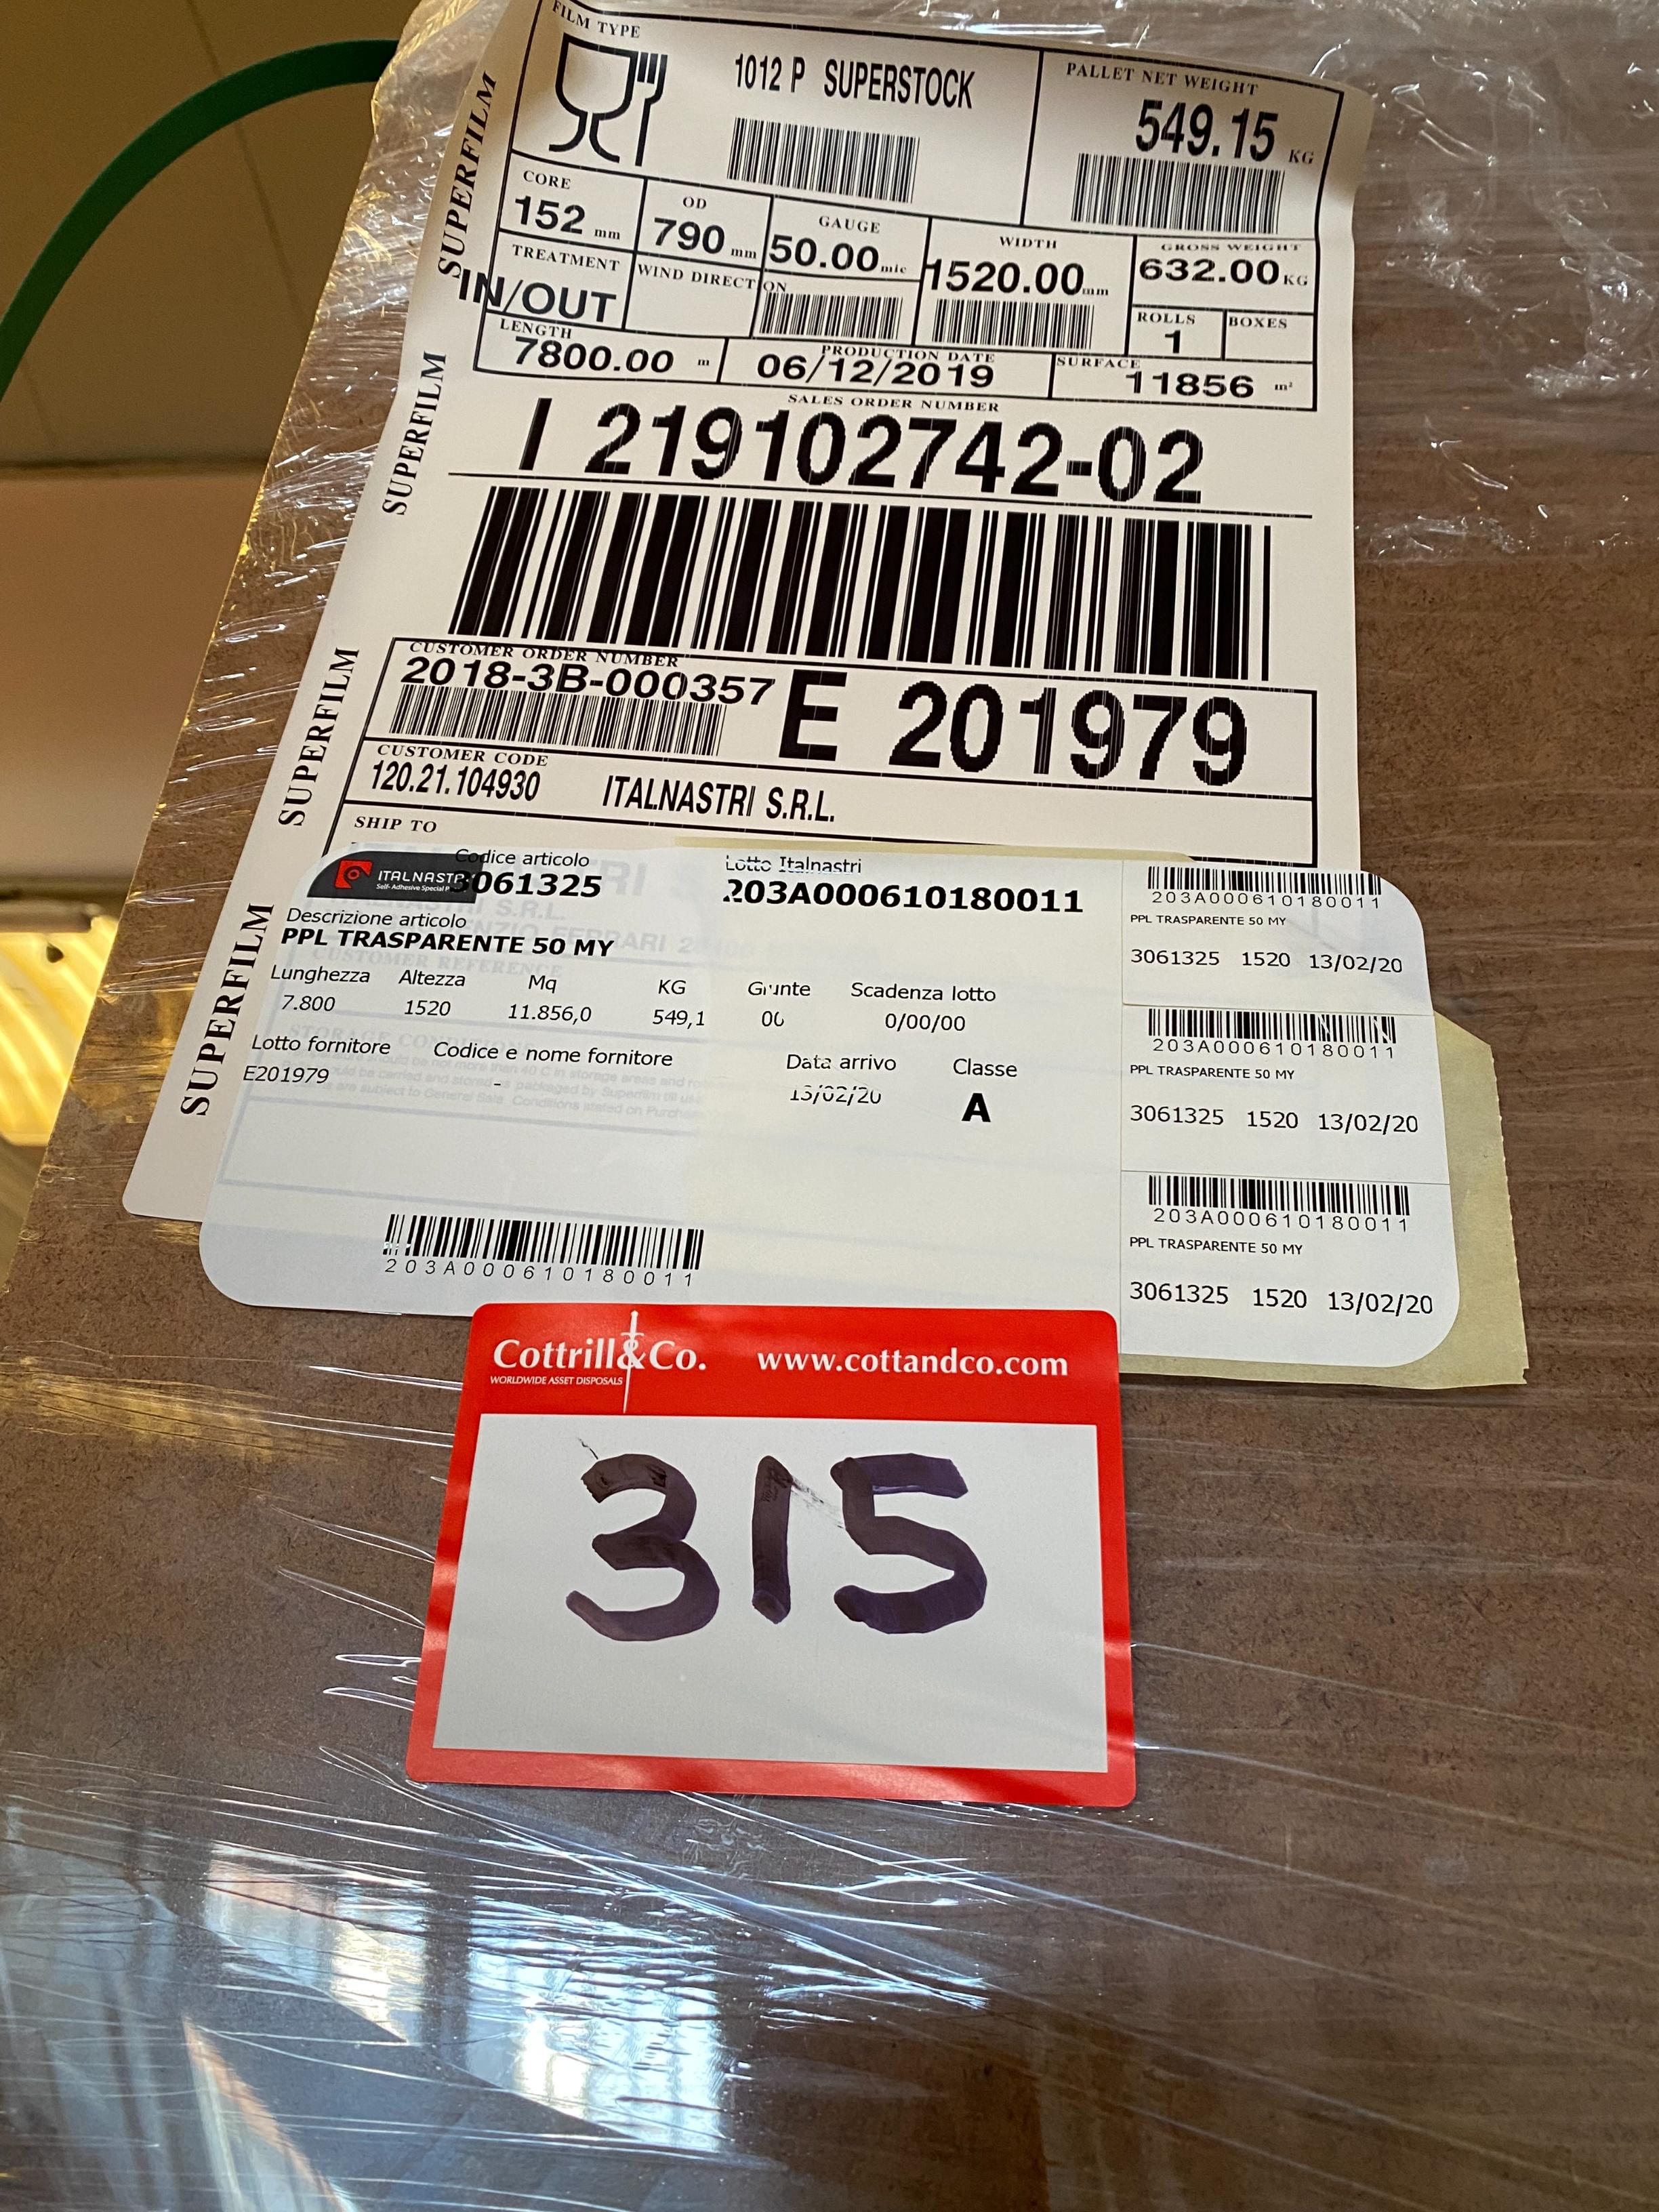 FILM TYPE
1012 P SUPERSTOCK
PALLET NET WEIGHT
549.15 KG
CORE
152 mm
OD
790 mm
GAUGE
50.00 mic
WIDTH
1520.00 mm
GROSS WEIGHT
632.00 KG
TREATMENT
IN/OUT
WIND DIRECTION
ROLLS
1
BOXES
LENGTH
7800.00 m
PRODUCTION DATE
06/12/2019
SURFACE
11856 m²
SALES ORDER NUMBER
I 219102742-02
CUSTOMER ORDER NUMBER
2018-3B-000357
E 201979
CUSTOMER CODE
120.21.104930 ITALNASTRI S.R.L.
SHIP TO
SUPERFILM
SUPERFILM
SUPERFILM
SUPERFILM
ITALNASTRI
Self-Adhesive Special
Codice articolo
3061325
Lotto Italnastri
203A000610180011
Descrizione articolo
PPL TRASPARENTE 50 MY
Lunghezza Altezza Mq KG Giunte Scadenza lotto
7.800 1520 11.856,0 549,1 00 0/00/00
Lotto fornitore Codice e nome fornitore Data arrivo Classe
E201979 - 13/02/20 A
203A000610180011
203A000610180011
PPL TRASPARENTE 50 MY
3061325 1520 13/02/20
203A000610180011
PPL TRASPARENTE 50 MY
3061325 1520 13/02/20
203A000610180011
PPL TRASPARENTE 50 MY
3061325 1520 13/02/20
Cottrill&Co. www.cottandco.com
WORLDWIDE ASSET DISPOSALS
315